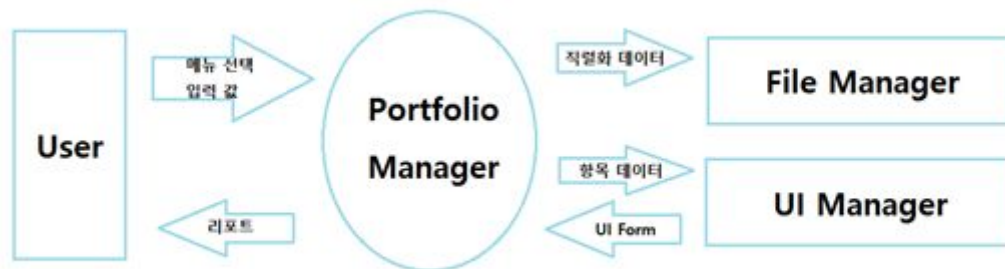 User
메뉴 선택
입력 값
리포트
Portfolio
Manager
직렬화 데이터
File Manager
항목 데이터
UI Form
UI Manager